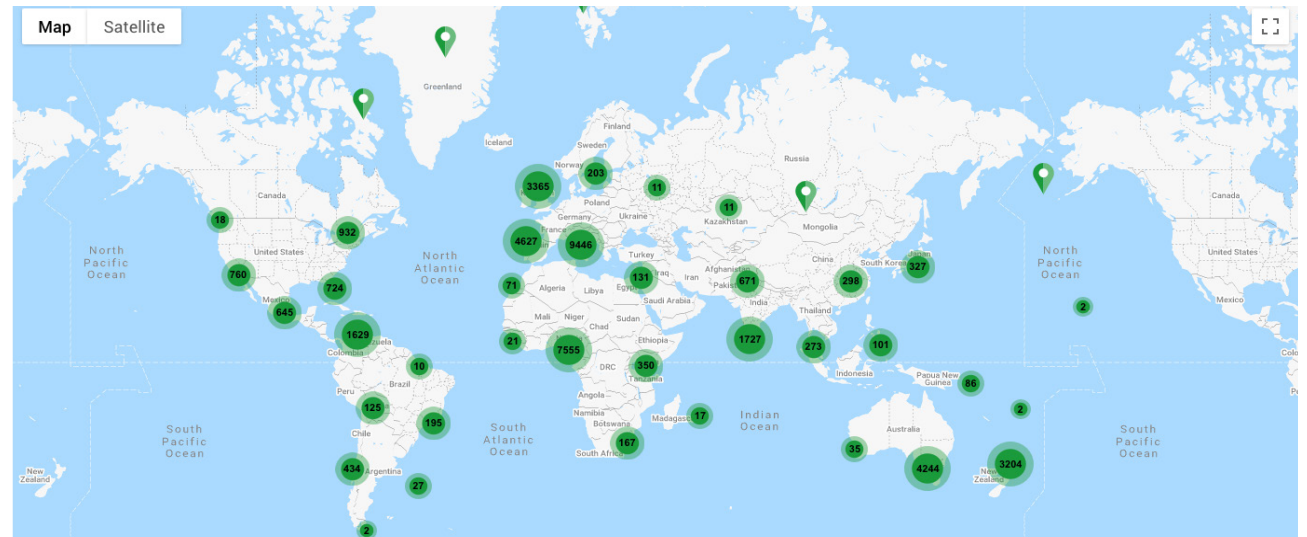 Map Satellite
Greenland
Iceland
Finland
Sweden
Norway
Russia
203
3365
11
11
Canada
Poland
Germany
Ukraine
Kazakhstan
Mongolia
Canada
18
932
France
4627
9446
North
Pacific
Ocean
United States
North
Atlantic
Ocean
Turkey
Afghanistan
China
South Korea
Japan
327
North
Pacific
Ocean
United States
760
724
71
Algeria
Libya
Egypt
131
Iraq
Iran
Pakistan
671
298
Mexico
645
Saudi Arabia
India
Mexico
2
Mali
Niger
Chad
Sudan
Thailand
1629
Colombia
21
7555
Ethiopia
1727
273
101
10
350
DRC
Tanzania
Indonesia
Papua New
Guinea
86
Peru
Brazil
125
195
Angola
Namibia
Botswana
Madagascar
17
Indian
Ocean
2
South
Pacific
Ocean
Chile
South
Atlantic
Ocean
167
South Africa
Australia
35
South
Pacific
Ocean
434
Argentina
27
4244
3204
New
Zealand
New
Zealand
2